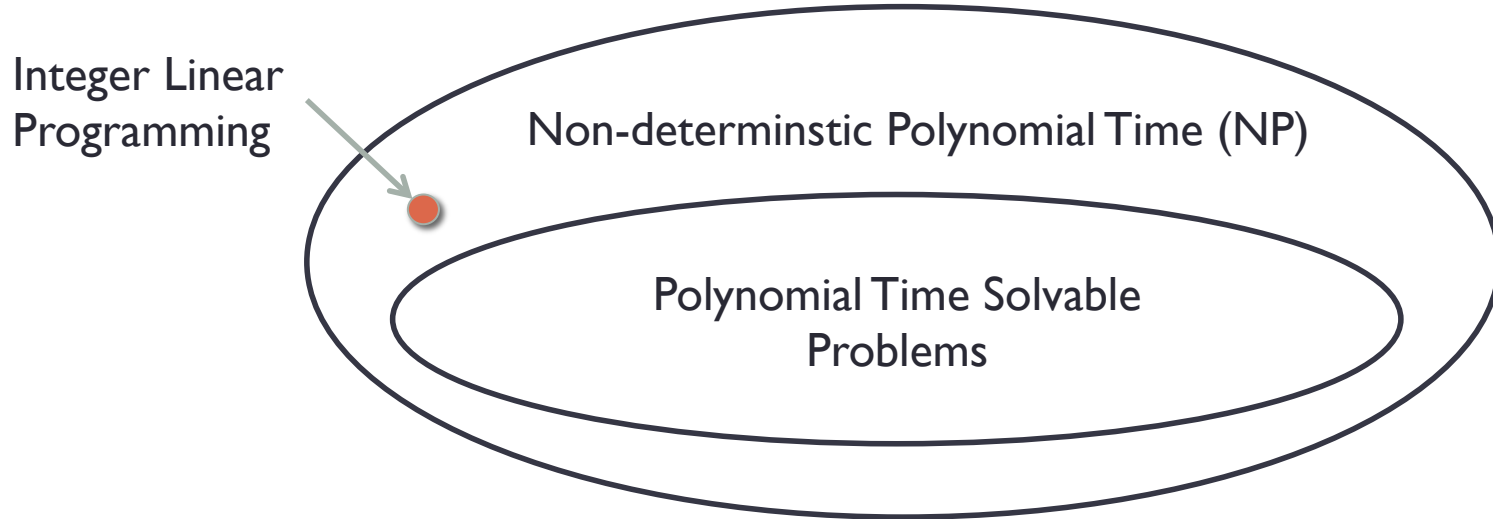 Integer Linear
Programming
Non-determinstic Polynomial Time (NP)
Polynomial Time Solvable
Problems